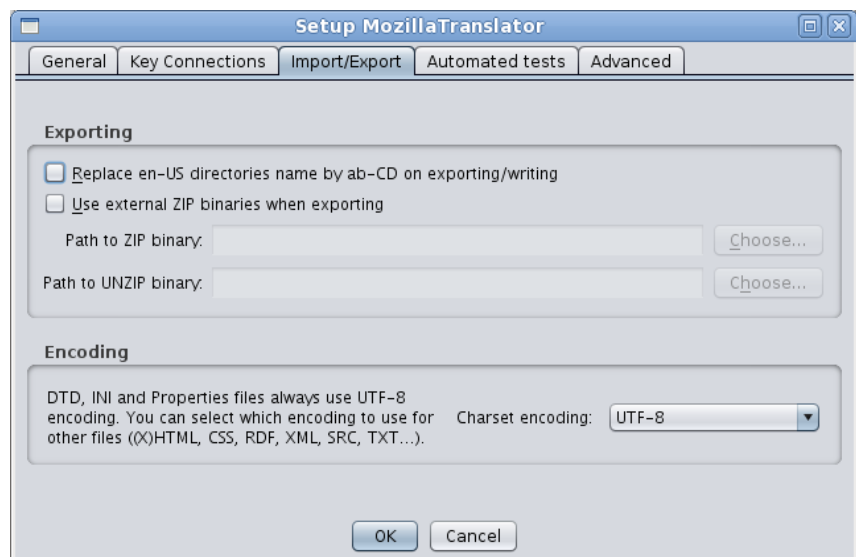 Setup MozillaTranslator
General Key Connections Import/Export Automated tests Advanced
Exporting
Replace en-US directories name by ab-CD on exporting/writing
Use external ZIP binaries when exporting
Path to ZIP binary: Choose...
Path to UNZIP binary: Choose...
Encoding
DTD, INI and Properties files always use UTF-8
encoding. You can select which encoding to use for
other files ((X)HTML, CSS, RDF, XML, SRC, TXT...).
Charset encoding: UTF-8
OK Cancel